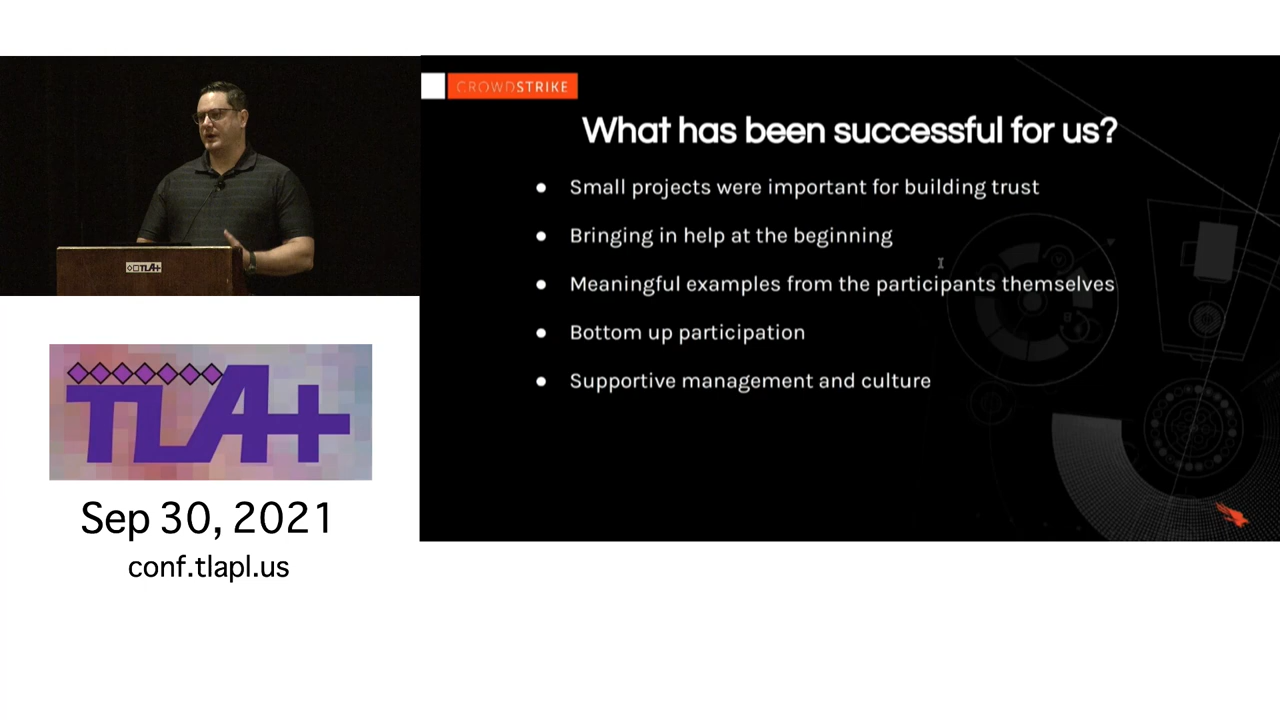 CROWDSTRIKE
What has been successful for us?
● Small projects were important for building trust
● Bringing in help at the beginning
● Meaningful examples from the participants themselves
● Bottom up participation
● Supportive management and culture
TLA+
TLA+
Sep 30, 2021
conf.tlapl.us